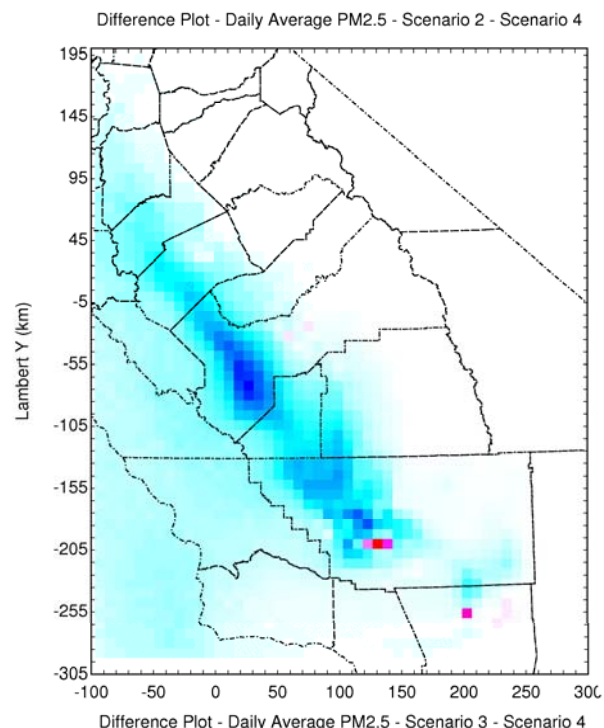 Difference Plot - Daily Average PM2.5 - Scenario 2 - Scenario 4
195
145
95
45
-5
-55
-105
-155
-205
-255
-305
Lambert Y (km)
-100 -50 0 50 100 150 200 250 300
Difference Plot - Daily Average PM2.5 - Scenario 3 - Scenario 4